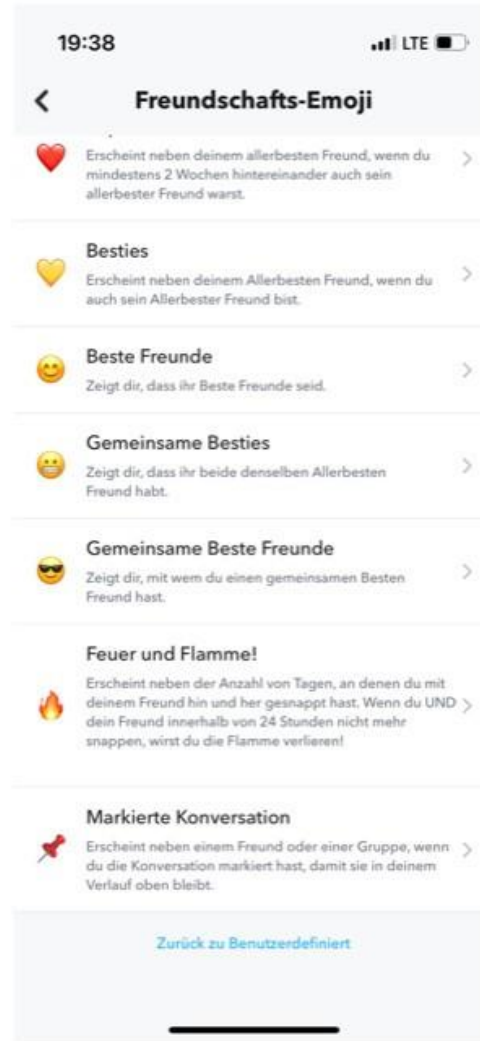 19:38
LTE
Freundschafts-Emoji
Erscheint neben deinem allerbesten Freund, wenn du
mindestens 2 Wochen hintereinander auch sein
allerbester Freund warst.
Besties
Erscheint neben deinem Allerbesten Freund, wenn du
auch sein Allerbester Freund bist.
Beste Freunde
Zeigt dir, dass ihr Beste Freunde seid.
Gemeinsame Besties
Zeigt dir, dass ihr beide denselben Allerbesten
Freund habt.
Gemeinsame Beste Freunde
Zeigt dir, mit wem du einen gemeinsamen Besten
Freund hast.
Feuer und Flamme!
Erscheint neben der Anzahl von Tagen, an denen du mit
deinem Freund hin und her gesnappt hast. Wenn du UND
dein Freund innerhalb von 24 Stunden nicht mehr
snappen, wirst du die Flamme verlieren!
Markierte Konversation
Erscheint neben einem Freund oder einer Gruppe, wenn
du die Konversation markiert hast, damit sie in deinem
Verlauf oben bleibt.
Zurück zu Benutzerdefiniert